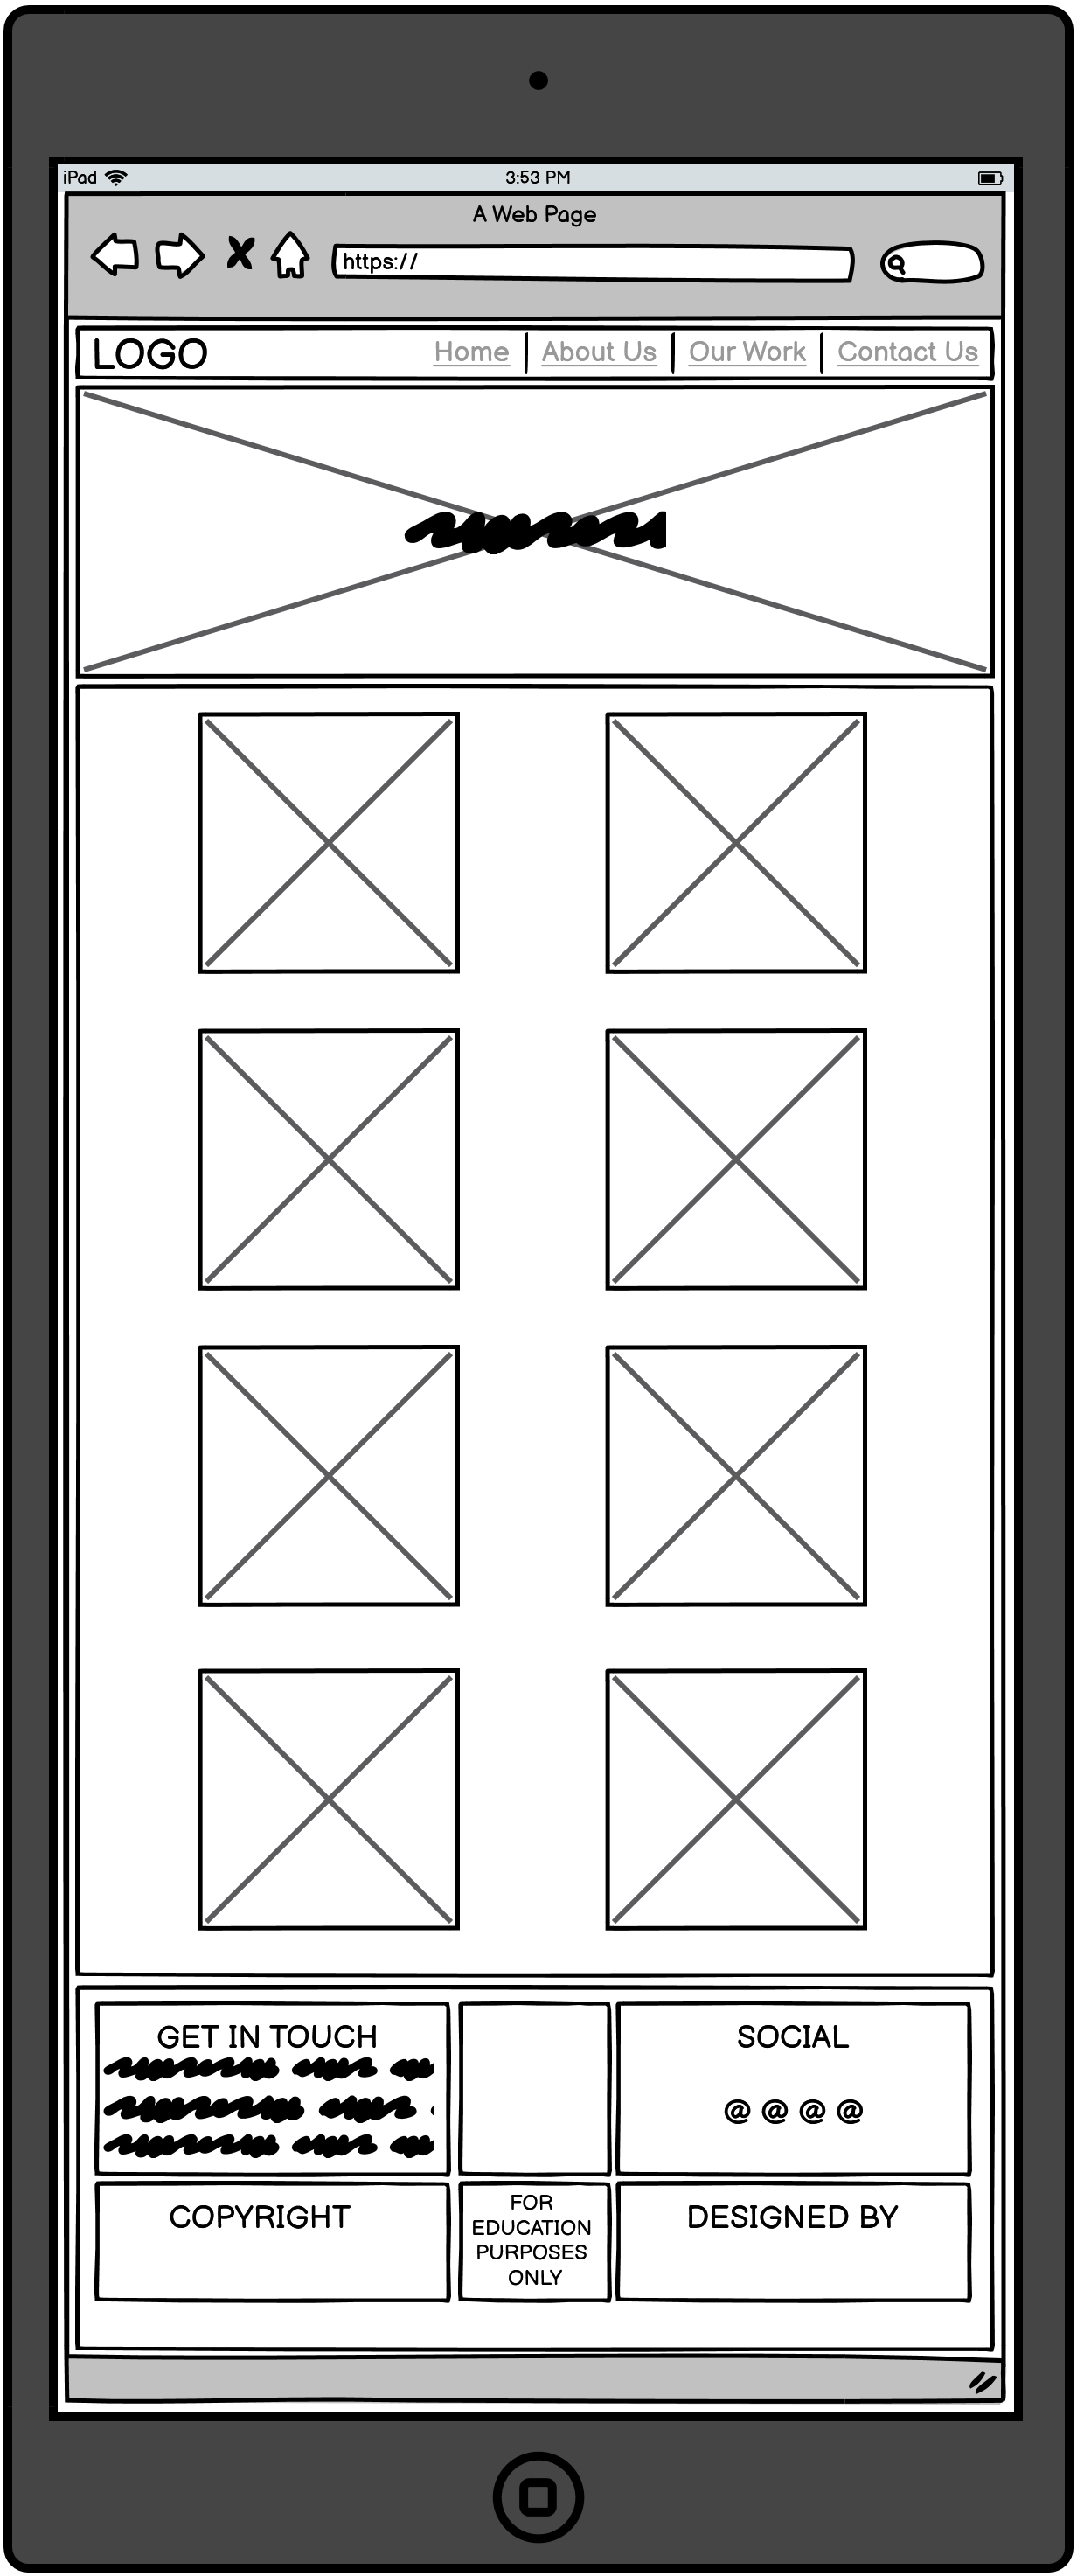 iPad 3:53 PM
A Web Page
https://
LOGO Home About Us Our Work Contact Us
GET IN TOUCH
SOCIAL
@ @ @ @
COPYRIGHT
FOR
EDUCATION
PURPOSES
ONLY
DESIGNED BY